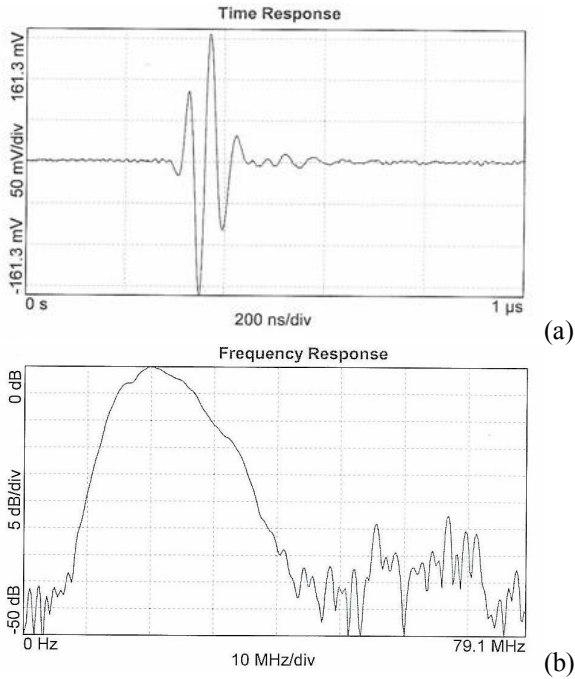 Time Response
161.3 mV
50 mV/div
-161.3 mV
0 s
1 µs
200 ns/div
(a)
Frequency Response
0 dB
5 dB/div
-50 dB
0 Hz
79.1 MHz
10 MHz/div
(b)